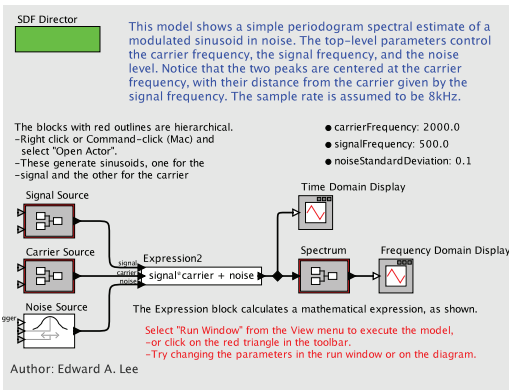 SDF Director
This model shows a simple periodogram spectral estimate of a
modulated sinusoid in noise. The top-level parameters control
the carrier frequency, the signal frequency, and the noise
level. Notice that the two peaks are centered at the carrier
frequency, with their distance from the carrier given by the
signal frequency. The sample rate is assumed to be 8kHz.
The blocks with red outlines are hierarchical.
-Right click or Command-click (Mac) and
select "Open Actor".
-These generate sinusoids, one for the
-signal and the other for the carrier
carrierFrequency: 2000.0
signalFrequency: 500.0
noiseStandardDeviation: 0.1
Time Domain Display
Signal Source
Carrier Source
Noise Source
gger
signal
carrier
noise
Expression2
signal*carrier + noise
Spectrum
Frequency Domain Display
The Expression block calculates a mathematical expression, as shown.
Select "Run Window" from the View menu to execute the model,
-or click on the red triangle in the toolbar.
-Try changing the parameters in the run window or on the diagram.
Author: Edward A. Lee